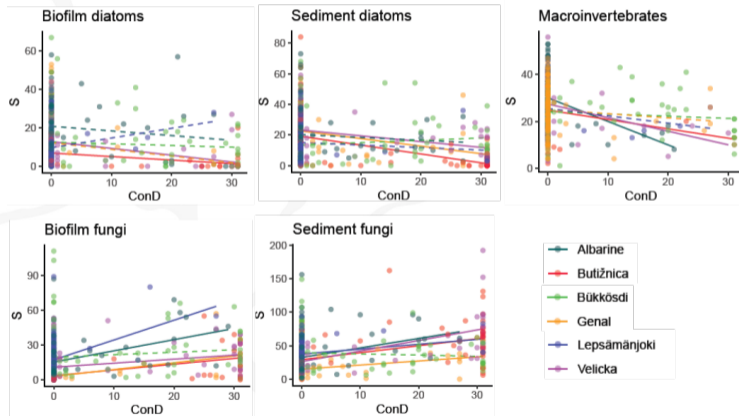 Biofilm diatoms
60
40
20
0
S
0 10 20 30
ConD
Sediment diatoms
80
60
40
20
0
S
0 10 20 30
ConD
Macroinvertebrates
40
20
0
S
0 10 20 30
ConD
Biofilm fungi
90
60
30
0
S
0 10 20 30
ConD
Sediment fungi
200
150
100
50
0
S
0 10 20 30
ConD
Albarine
Butižnica
Bükkösdi
Genal
Lepsämänjoki
Velicka